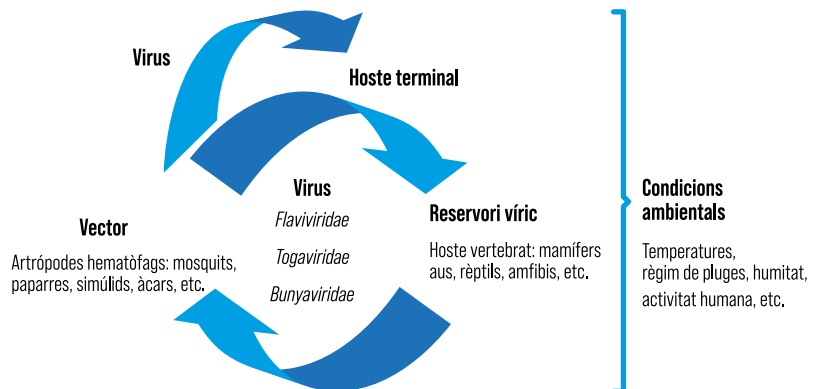 Virus
Hoste terminal
Virus
Flaviviridae
Togaviridae
Bunyaviridae
Vector
Artrópodes hematòfags: mosquits,
paparres, simúlids, àcars, etc.
Reservori víric
Hoste vertebrat: mamífers
aus, rèptils, amfibis, etc.
Condicions
ambientals
Temperatures,
règim de pluges, humitat,
activitat humana, etc.